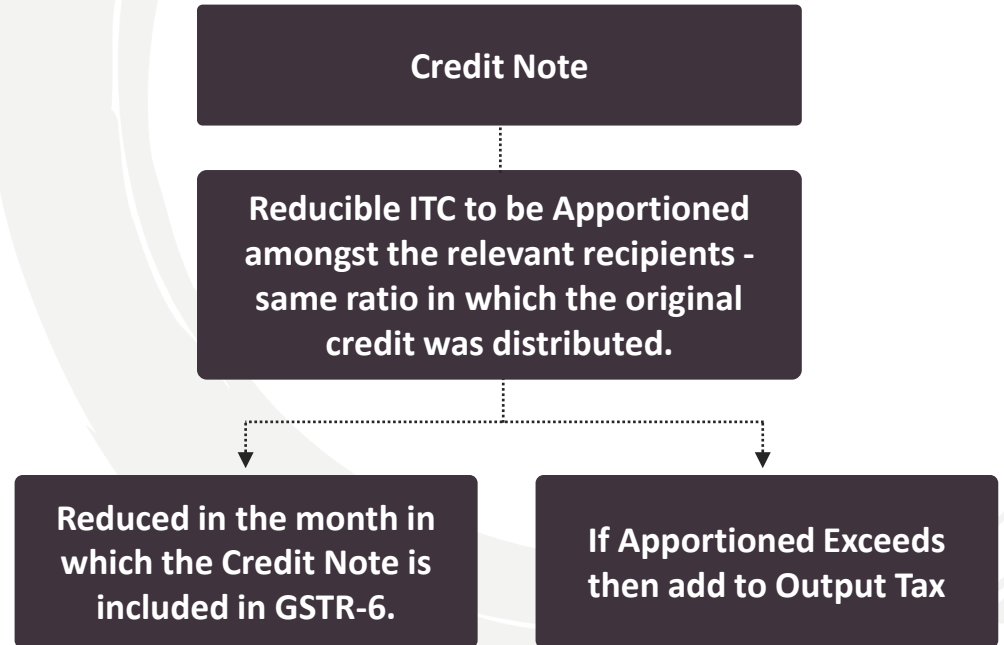 Credit Note
Reducible ITC to be Apportioned
amongst the relevant recipients -
same ratio in which the original
credit was distributed.
Reduced in the month in
which the Credit Note is
included in GSTR-6.
If Apportioned Exceeds
then add to Output Tax